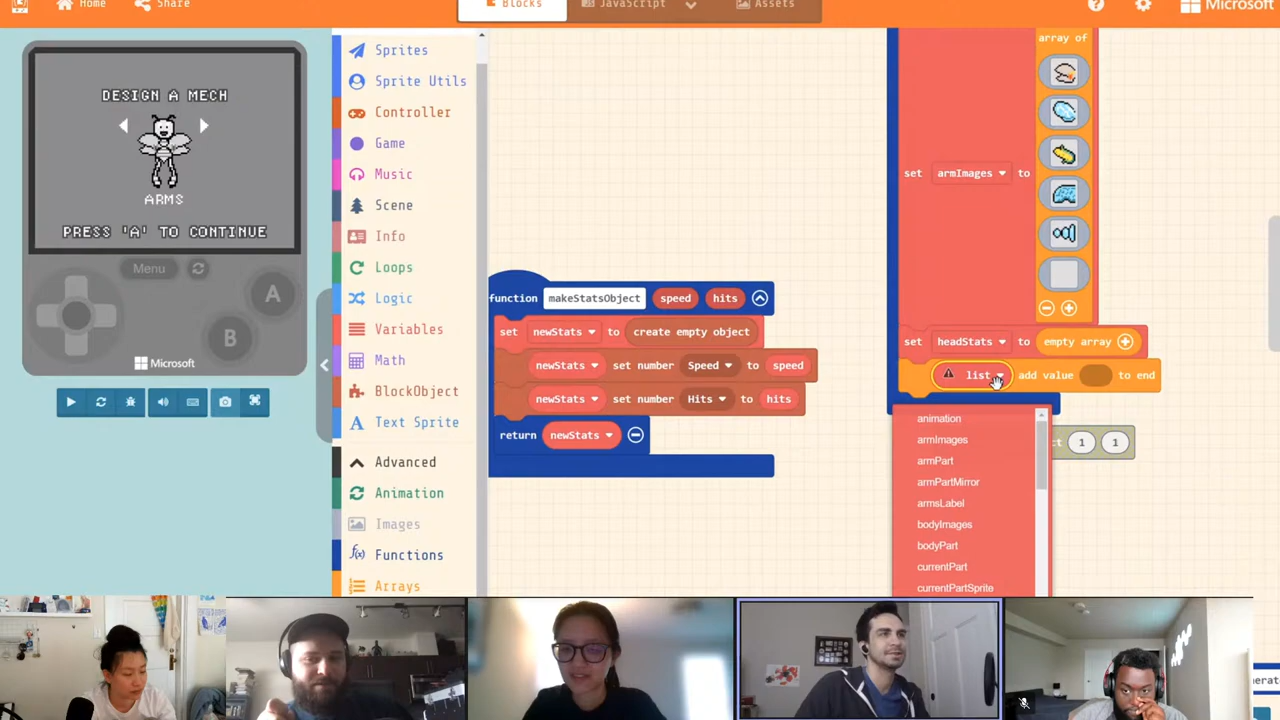 Home
Share
Blocks
JavaScript
Assets
Microsoft
DESIGN A MECH
ARMS
PRESS 'A' TO CONTINUE
Menu
A
B
Microsoft
Sprites
Sprite Utils
Controller
Game
Music
Scene
Info
Loops
Logic
Variables
Math
BlockObject
Text Sprite
Advanced
Animation
Images
Functions
Arrays
function makeStatsObject speed hits
set newStats to create empty object
newStats set number Speed to speed
newStats set number Hits to hits
return newStats
array of
set armImages to
set headStats to empty array
list add value to end
animation
armImages
armPart
armPartMirror
armsLabel
bodyImages
bodyPart
currentPart
currentPartSprite
1 1